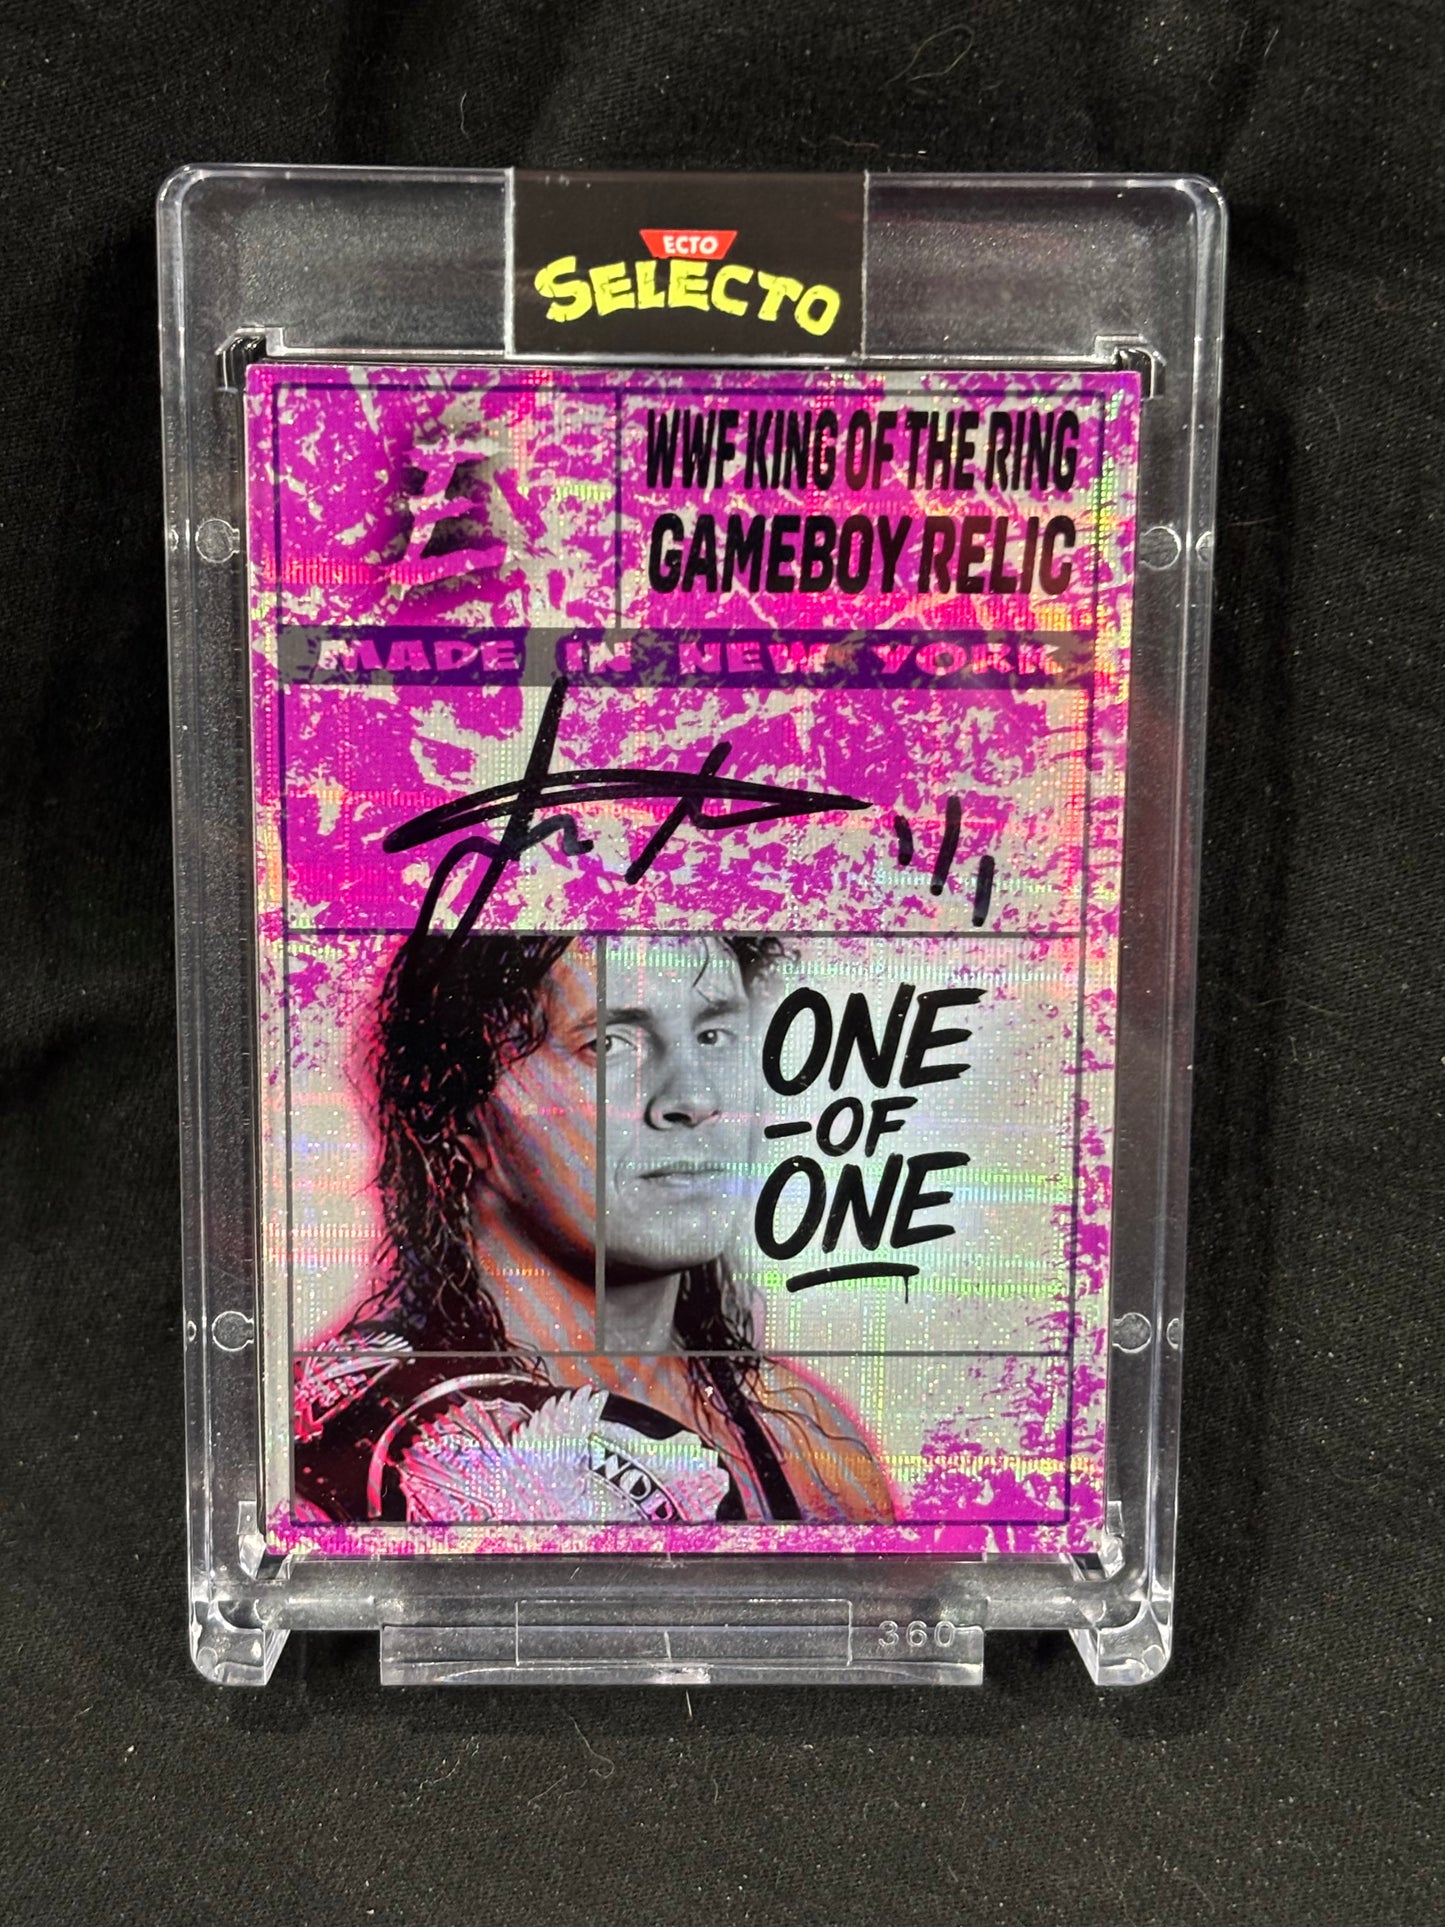 ECTO
SELECTO
WWF KING OF THE RING
GAMEBOY RELIC
MADE IN NEW YORK
1/1
ONE
-OF
ONE
WOR
360